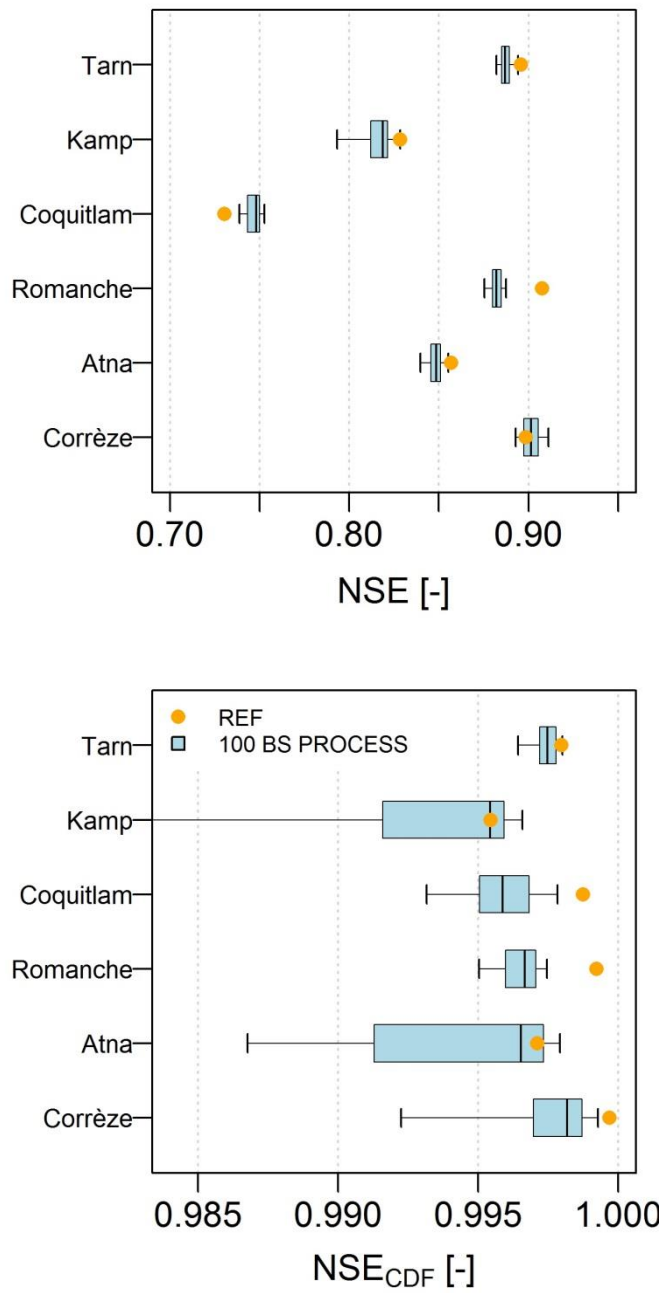 Tarn
Kamp
Coquitlam
Romanche
Atna
Corrèze
0.70 0.80 0.90
NSE [-]
REF
100 BS PROCESS
Tarn
Kamp
Coquitlam
Romanche
Atna
Corrèze
0.985 0.990 0.995 1.000
NSECDF [-]